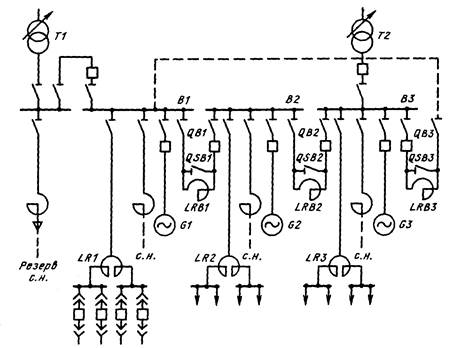 T1
T2
B1
B2
B3
QB1
QB2
QB3
QSB1
QSB2
QSB3
LRB1
LRB2
LRB3
G1
G2
G3
LR1
с.н.
LR2
с.н.
LR3
с.н.
Резерв
с.н.